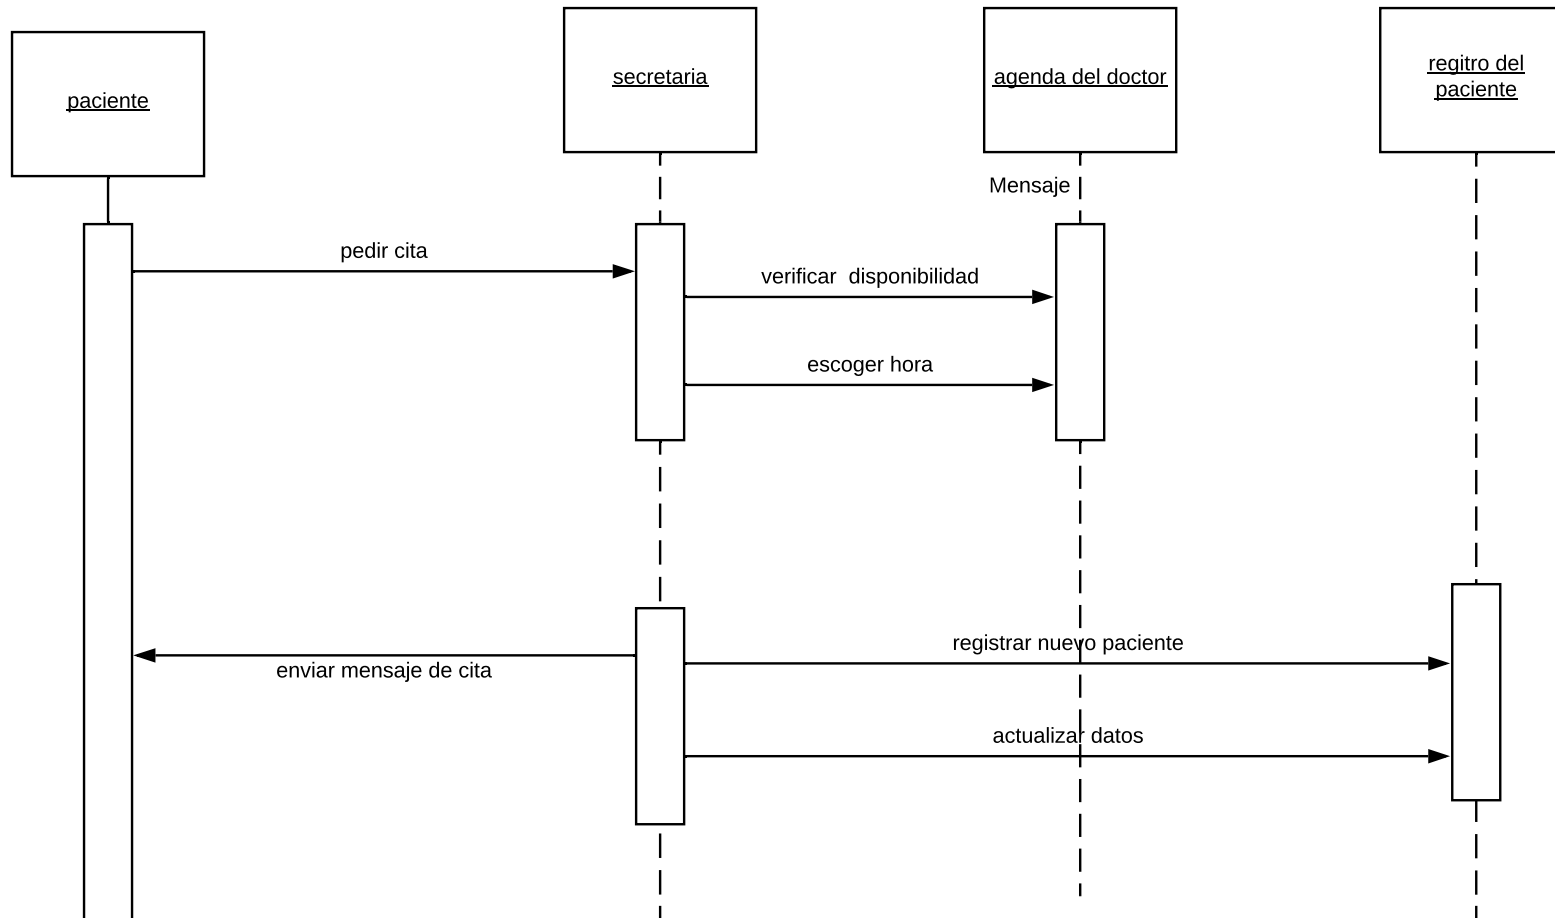 paciente
secretaria
agenda del doctor
regitro del
paciente
Mensaje
pedir cita
verificar  disponibilidad
escoger hora
registrar nuevo paciente
enviar mensaje de cita
actualizar datos